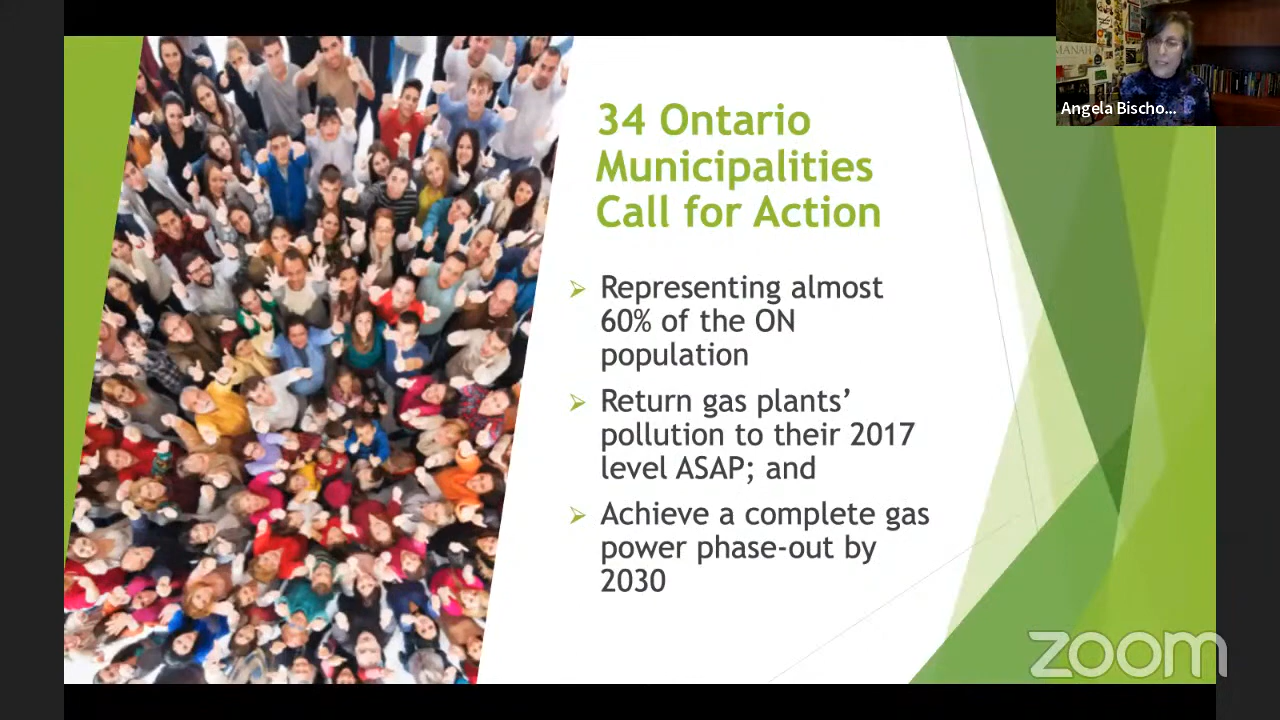 34 Ontario
Municipalities
Call for Action
Representing almost
60% of the ON
population
Return gas plants’
pollution to their 2017
level ASAP; and
Achieve a complete gas
power phase-out by
2030
Angela Bischo...
MANAH
zoom